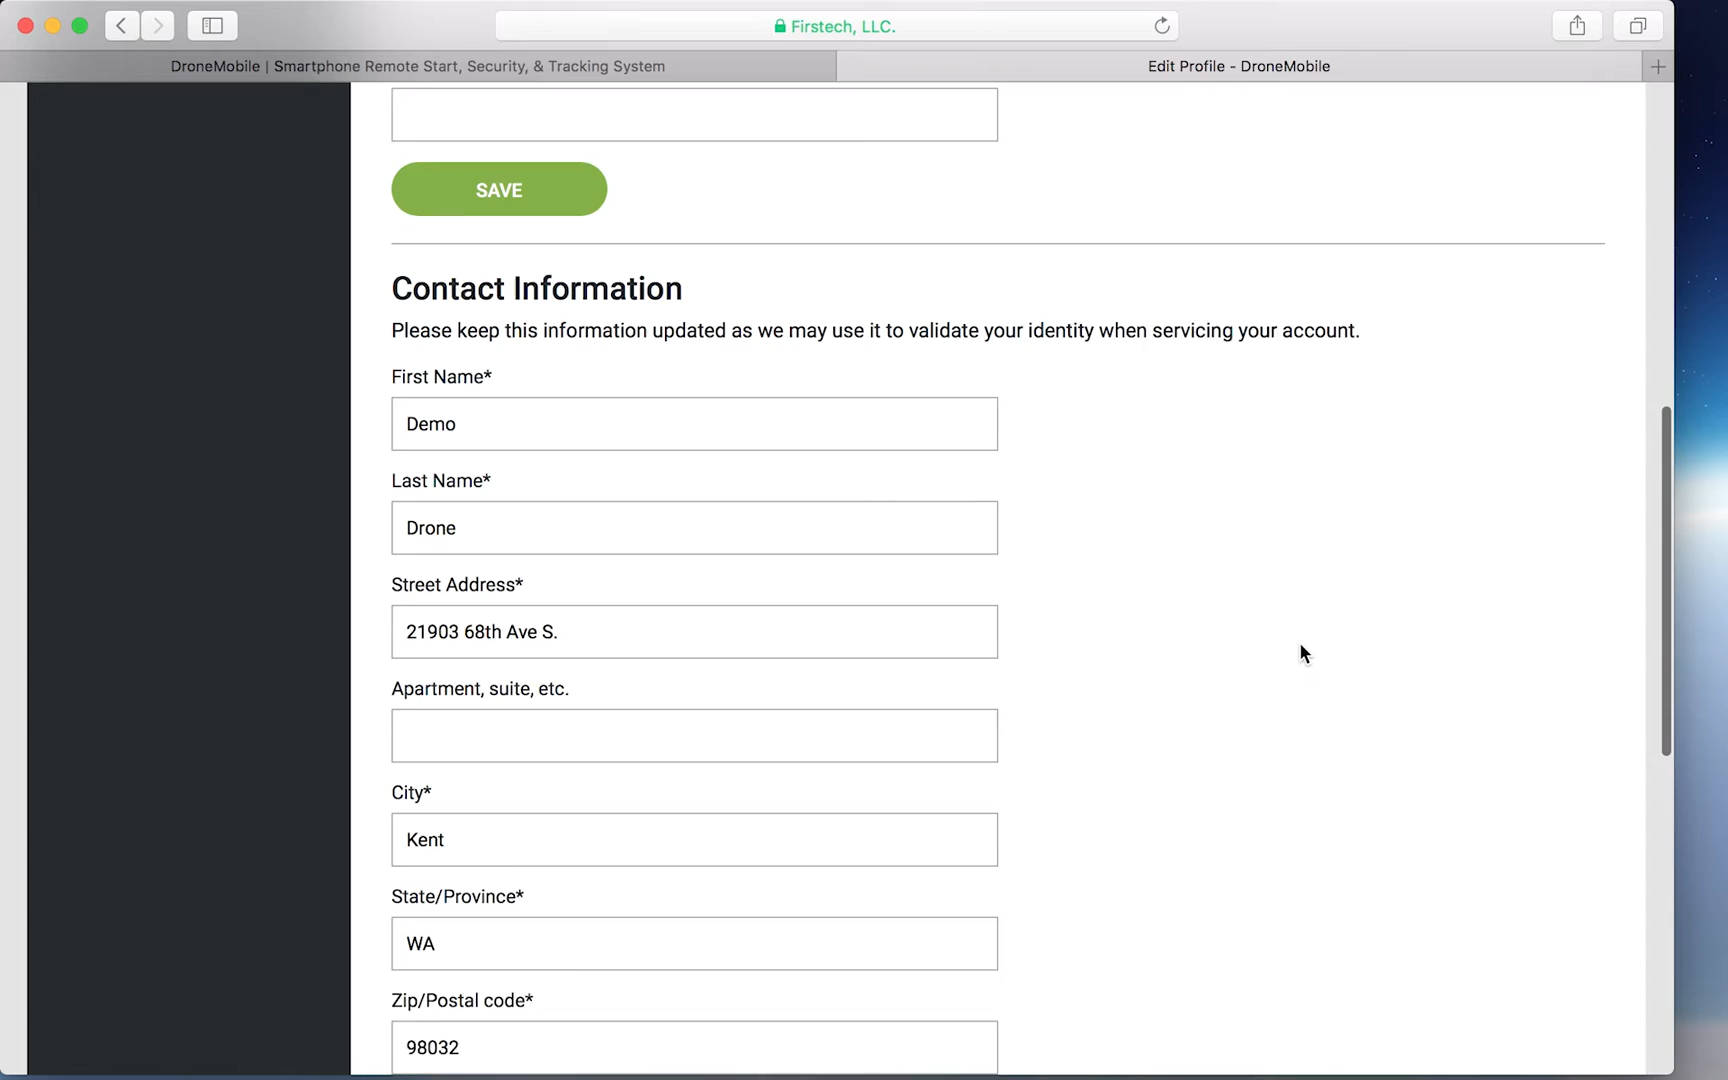 Firstech, LLC.
DroneMobile | Smartphone Remote Start, Security, & Tracking System
Edit Profile - DroneMobile
SAVE
Contact Information
Please keep this information updated as we may use it to validate your identity when servicing your account.
First Name*
Demo
Last Name*
Drone
Street Address*
21903 68th Ave S.
Apartment, suite, etc.
City*
Kent
State/Province*
WA
Zip/Postal code*
98032